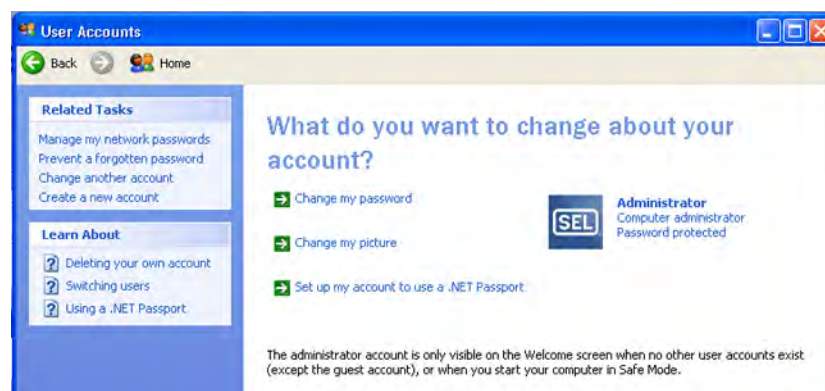 User Accounts
Back
Home
Related Tasks
Manage my network passwords
Prevent a forgotten password
Change another account
Create a new account
Learn About
? Deleting your own account
? Switching users
? Using a .NET Passport
What do you want to change about your
account?
Change my password
Change my picture
Set up my account to use a .NET Passport
SEL
Administrator
Computer administrator
Password protected
The administrator account is only visible on the Welcome screen when no other user accounts exist
(except the guest account), or when you start your computer in Safe Mode.